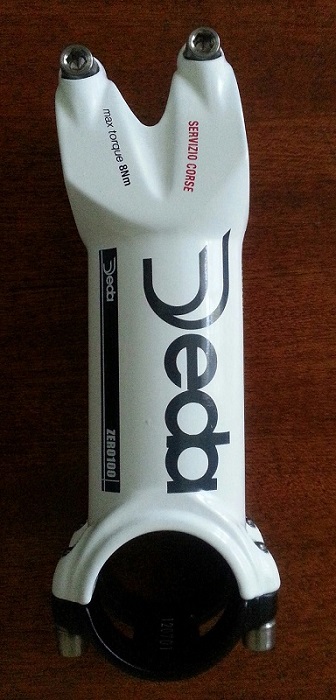 max torque 8Nm
SERVIZIO CORSE
Deda
ZERO100
Deda